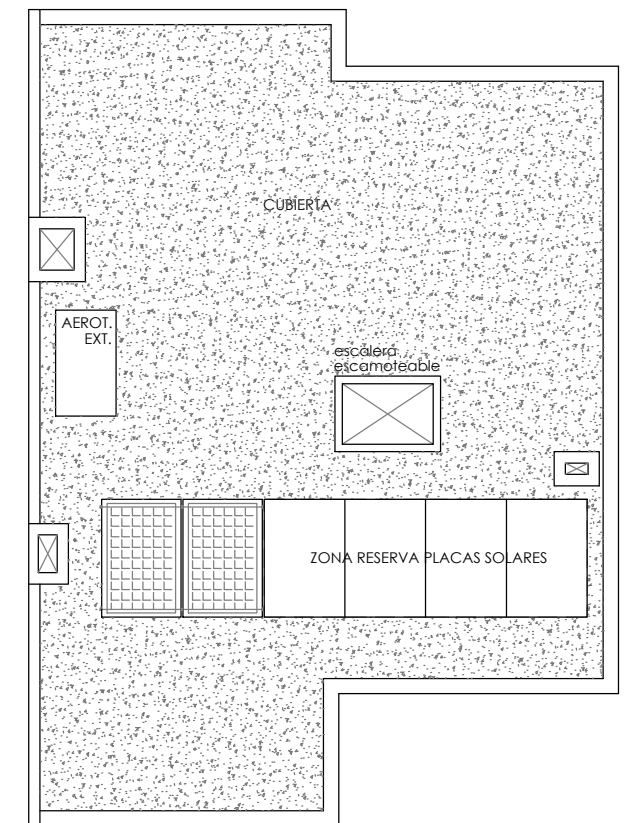 CUBIERTA
AEROT.
EXT.
escalera
escamoteable
ZONA RESERVA PLACAS SOLARES